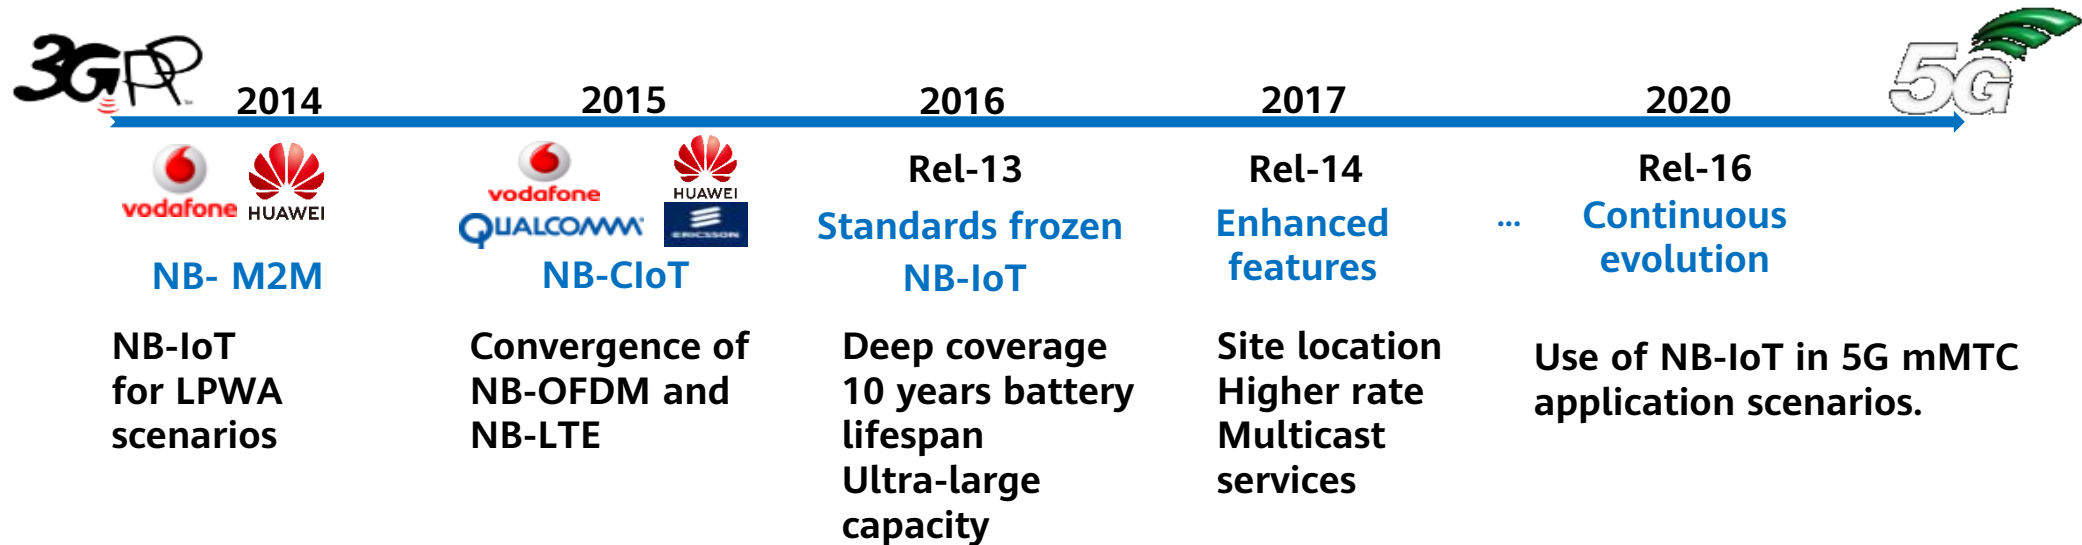 3GPP
5G
2014
2015
2016
2017
2020
vodafone
HUAWEI
NB- M2M
NB-IoT
for LPWA
scenarios
vodafone
HUAWEI
QUALCOMM
ERICSSON
NB-CIoT
Convergence of
NB-OFDM and
NB-LTE
Rel-13
Standards frozen
NB-IoT
Deep coverage
10 years battery
lifespan
Ultra-large
capacity
Rel-14
Enhanced
features
Site location
Higher rate
Multicast
services
...
Rel-16
Continuous
evolution
Use of NB-IoT in 5G mMTC
application scenarios.